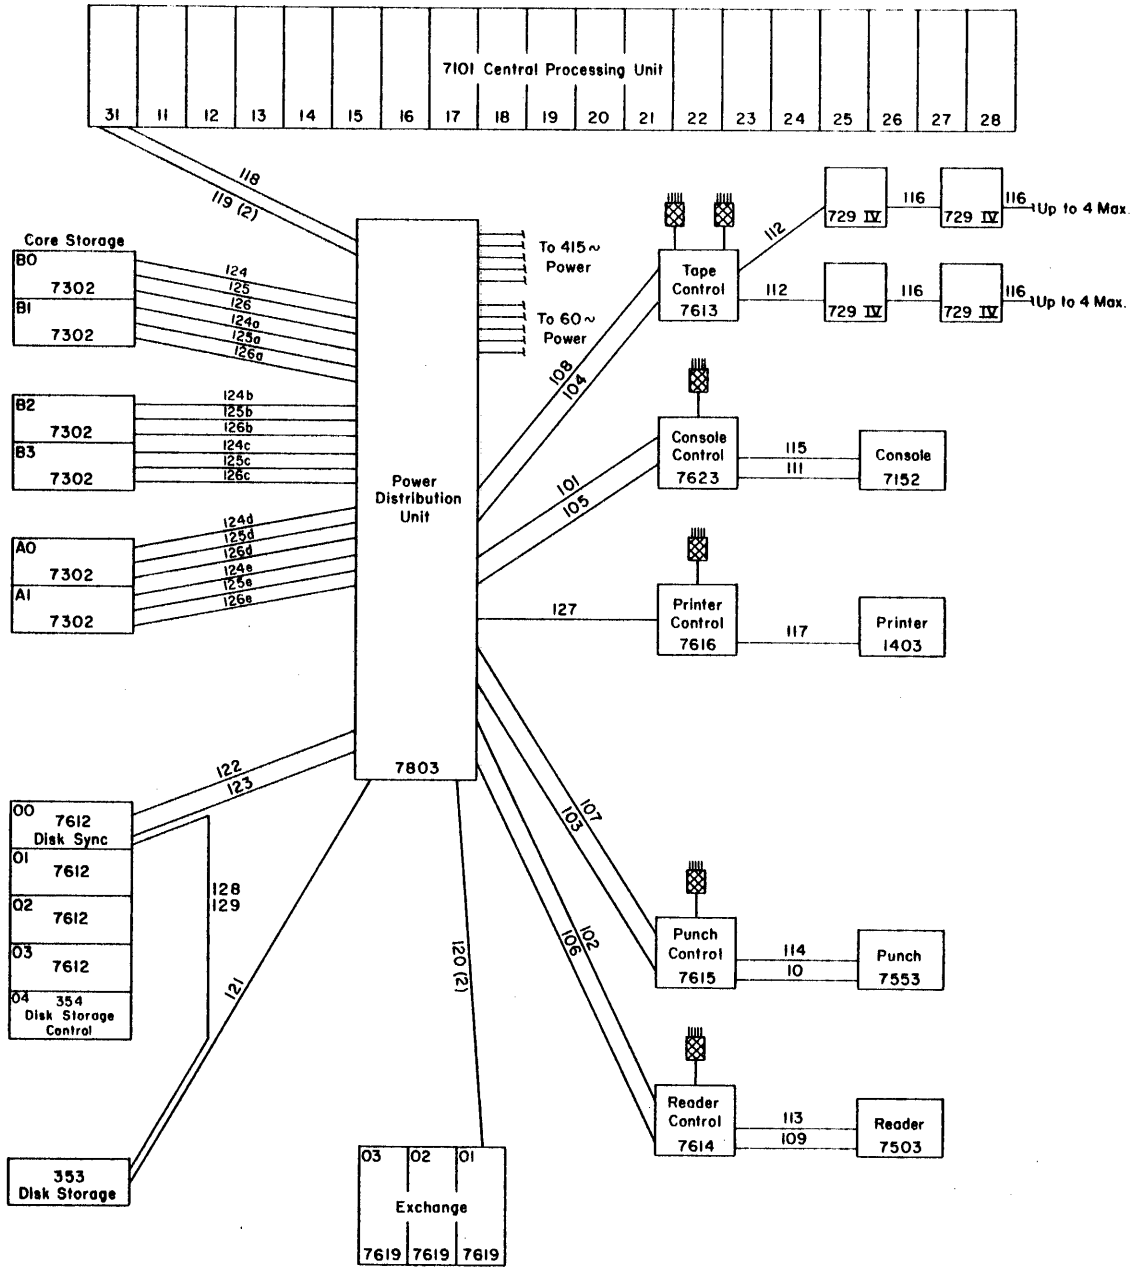 7101 Central Processing Unit
31 11 12 13 14 15 16 17 18 19 20 21 22 23 24 25 26 27 28
118
119 (2)
Core Storage
B0
7302
B1
7302
124
125
126
124a
125a
126a
B2
7302
B3
7302
124b
125b
126b
124c
125c
126c
A0
7302
A1
7302
124d
125d
126d
124e
125e
126e
Power
Distribution
Unit
7803
To 415~
Power
To 60~
Power
108
104
Tape
Control
7613
112
729 IV
116
729 IV
116
Up to 4 Max.
112
729 IV
116
729 IV
116
Up to 4 Max.
101
105
Console
Control
7623
115
111
Console
7152
127
Printer
Control
7616
117
Printer
1403
122
123
00
7612
Disk Sync
01
7612
02
7612
03
7612
04 354
Disk Storage
Control
128
129
121
120 (2)
107
103
102
106
Punch
Control
7615
114
10
Punch
7553
Reader
Control
7614
113
109
Reader
7503
353
Disk Storage
03 02 01
Exchange
7619 7619 7619